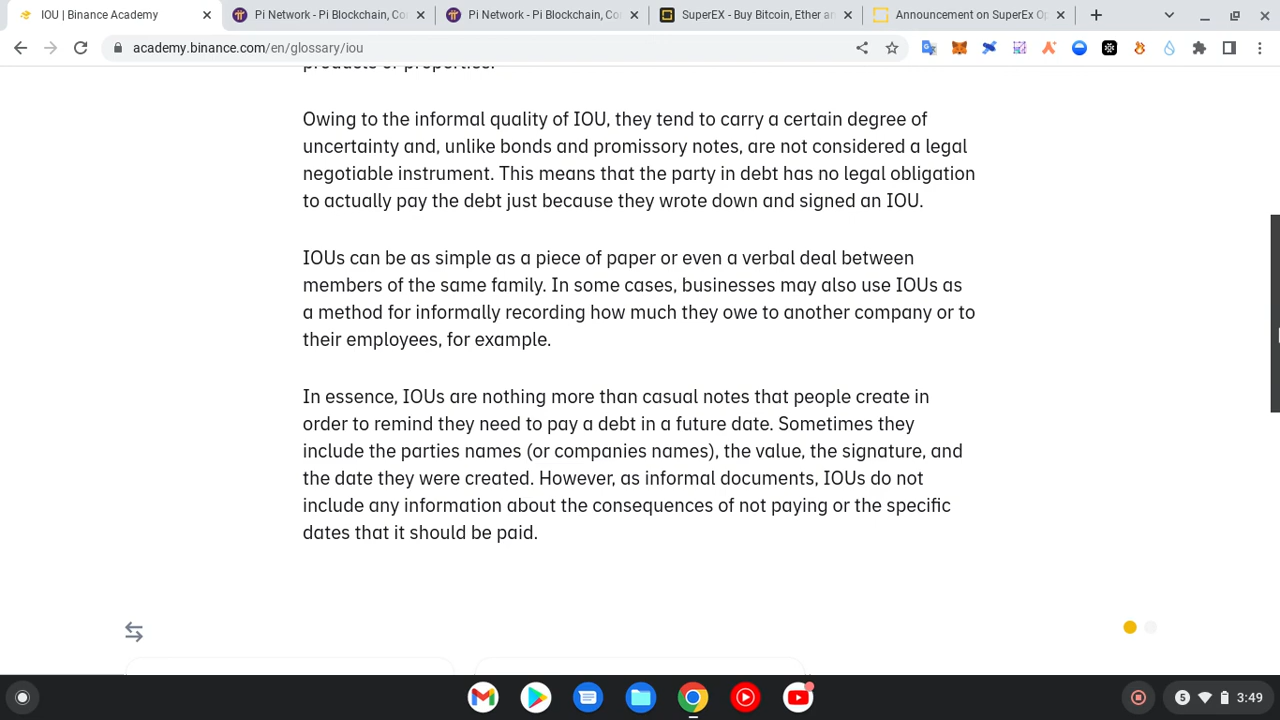 IOU | Binance Academy
Pi Network - Pi Blockchain, Co
Pi Network - Pi Blockchain, Co
SuperEX - Buy Bitcoin, Ether an
Announcement on SuperEx Op
academy.binance.com/en/glossary/iou
products or properties.
Owing to the informal quality of IOU, they tend to carry a certain degree of
uncertainty and, unlike bonds and promissory notes, are not considered a legal
negotiable instrument. This means that the party in debt has no legal obligation
to actually pay the debt just because they wrote down and signed an IOU.
IOUs can be as simple as a piece of paper or even a verbal deal between
members of the same family. In some cases, businesses may also use IOUs as
a method for informally recording how much they owe to another company or to
their employees, for example.
In essence, IOUs are nothing more than casual notes that people create in
order to remind they need to pay a debt in a future date. Sometimes they
include the parties names (or companies names), the value, the signature, and
the date they were created. However, as informal documents, IOUs do not
include any information about the consequences of not paying or the specific
dates that it should be paid.
5
3:49